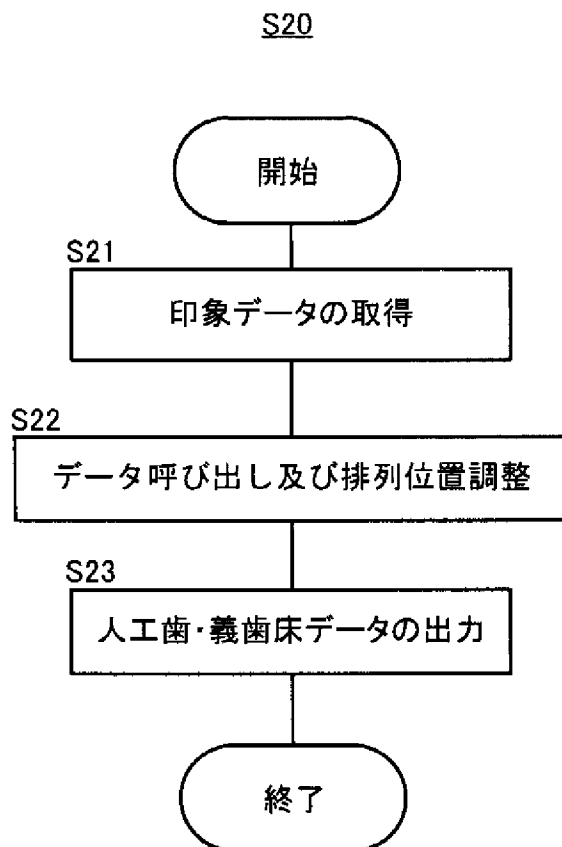 S20
開始
S21
印象データの取得
S22
データ呼び出し及び排列位置調整
S23
人工歯・義歯床データの出力
終了